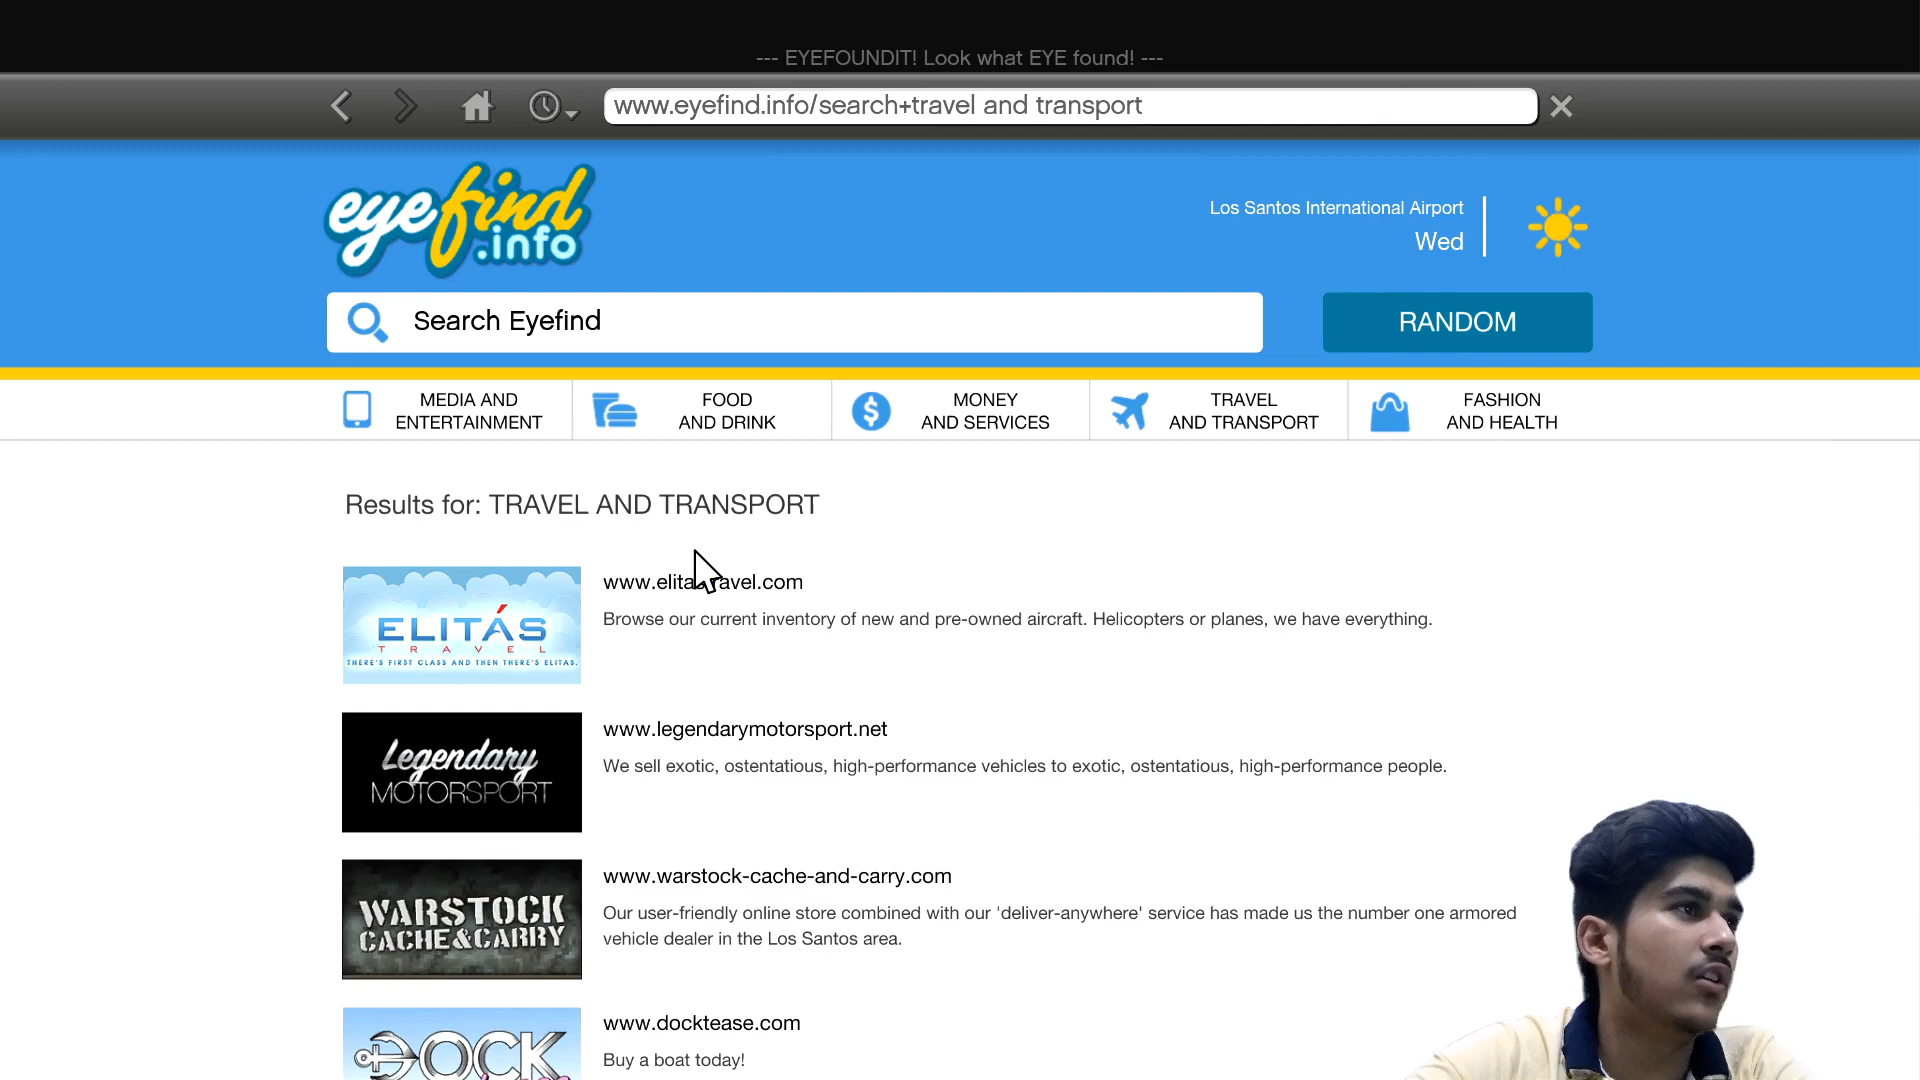 --- EYEFOUNDIT! Look what EYE found! ---
www.eyefind.info/search+travel and transport
eyefind
.info
Los Santos International Airport
Wed
Search Eyefind
RANDOM
MEDIA AND
ENTERTAINMENT
FOOD
AND DRINK
MONEY
AND SERVICES
TRAVEL
AND TRANSPORT
FASHION
AND HEALTH
Results for: TRAVEL AND TRANSPORT
ELITÁS
TRAVEL
THERE'S FIRST CLASS AND THEN THERE'S ELITAS.
www.elitastravel.com
Browse our current inventory of new and pre-owned aircraft. Helicopters or planes, we have everything.
Legendary
MOTORSPORT
www.legendarymotorsport.net
We sell exotic, ostentatious, high-performance vehicles to exotic, ostentatious, high-performance people.
WARSTOCK
CACHE & CARRY
www.warstock-cache-and-carry.com
Our user-friendly online store combined with our 'deliver-anywhere' service has made us the number one armored
vehicle dealer in the Los Santos area.
DOCK
www.docktease.com
Buy a boat today!